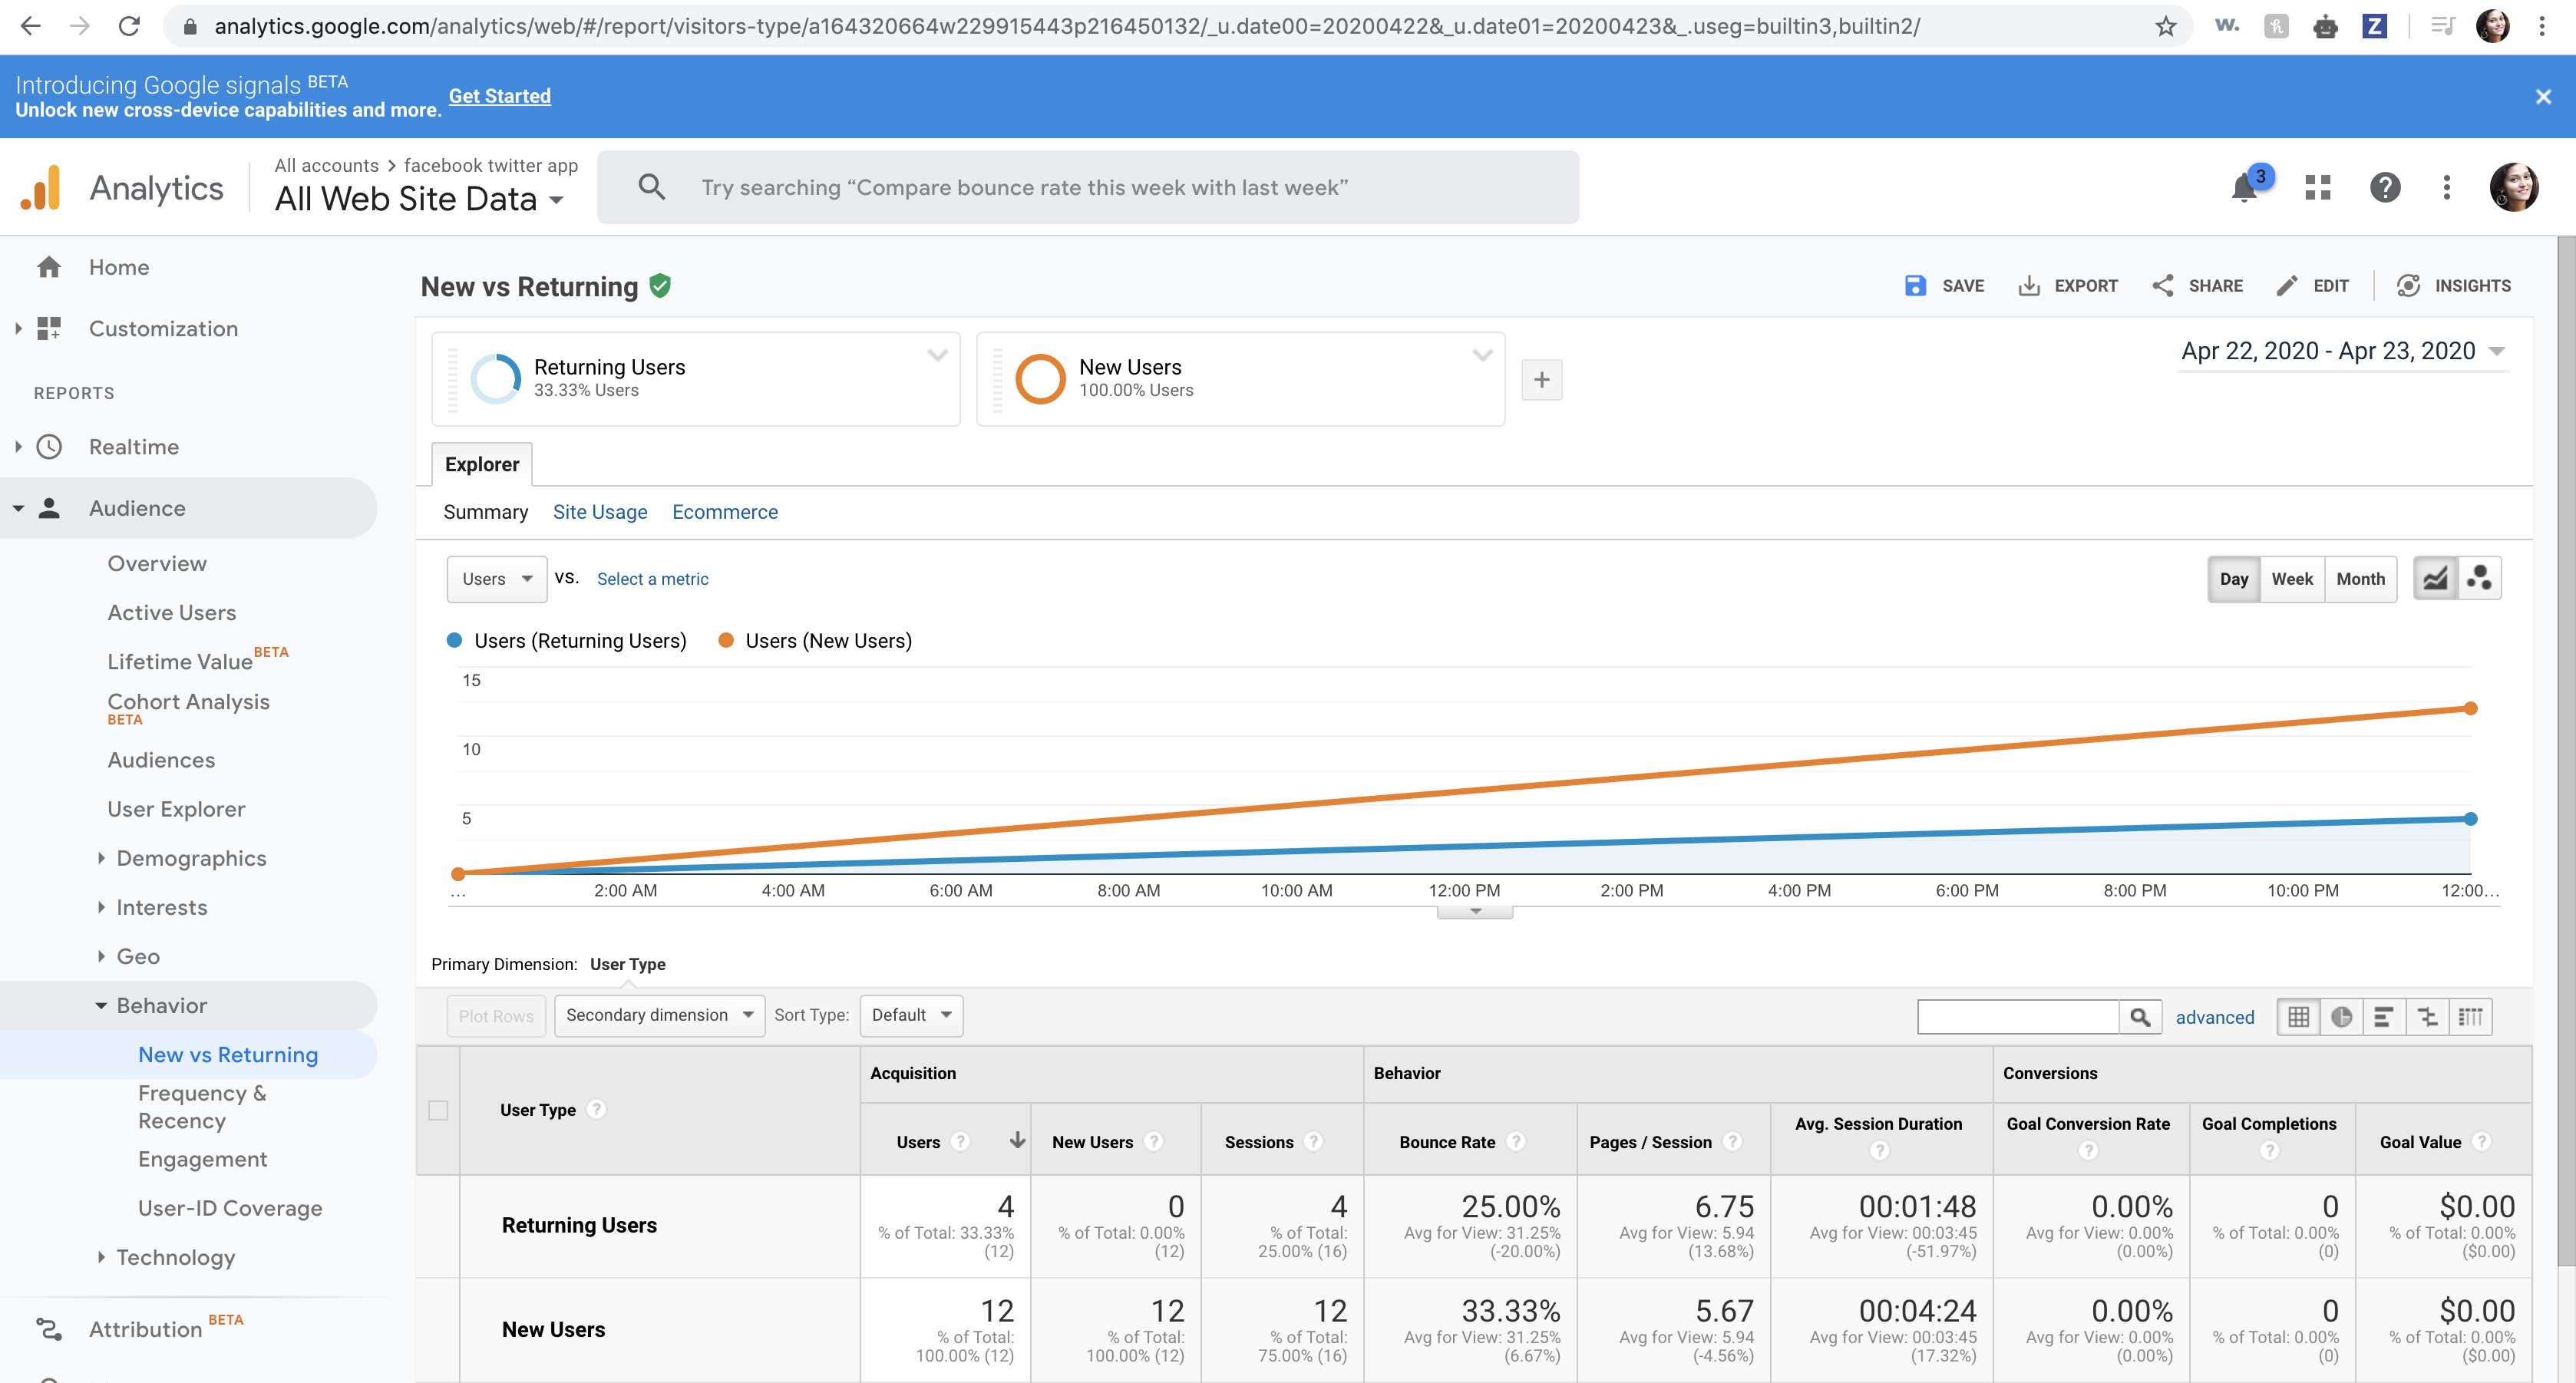 analytics.google.com/analytics/web/#/report/visitors-type/a164320664w229915443p216450132/_u.date00=20200422&_u.date01=20200423&_.useg=builtin3,builtin2/
Introducing Google signals BETA
Unlock new cross-device capabilities and more. Get Started
Analytics
All accounts > facebook twitter app
All Web Site Data
Try searching “Compare bounce rate this week with last week”
3
Home
Customization
REPORTS
Realtime
Audience
Overview
Active Users
Lifetime Value BETA
Cohort Analysis
BETA
Audiences
User Explorer
Demographics
Interests
Geo
Behavior
New vs Returning
Frequency &
Recency
Engagement
User-ID Coverage
Technology
Attribution BETA
New vs Returning
SAVE EXPORT SHARE EDIT INSIGHTS
Returning Users
33.33% Users
New Users
100.00% Users
+
Apr 22, 2020 - Apr 23, 2020
Explorer
Summary Site Usage Ecommerce
Users VS. Select a metric
Day Week Month
Users (Returning Users) Users (New Users)
15
10
5
... 2:00 AM 4:00 AM 6:00 AM 8:00 AM 10:00 AM 12:00 PM 2:00 PM 4:00 PM 6:00 PM 8:00 PM 10:00 PM 12:00...
Primary Dimension: User Type
Plot Rows Secondary dimension Sort Type: Default
advanced
User Type ?
Acquisition Behavior Conversions
Users ? New Users ? Sessions ? Bounce Rate ? Pages / Session ? Avg. Session Duration ? Goal Conversion Rate ? Goal Completions ? Goal Value ?
Returning Users
4
% of Total: 33.33%
(12)
0
% of Total: 0.00%
(12)
4
% of Total:
25.00% (16)
25.00%
Avg for View: 31.25%
(-20.00%)
6.75
Avg for View: 5.94
(13.68%)
00:01:48
Avg for View: 00:03:45
(-51.97%)
0.00%
Avg for View: 0.00%
(0.00%)
0
% of Total: 0.00%
(0)
$0.00
% of Total: 0.00%
($0.00)
New Users
12
% of Total:
100.00% (12)
12
% of Total:
100.00% (12)
12
% of Total:
75.00% (16)
33.33%
Avg for View: 31.25%
(6.67%)
5.67
Avg for View: 5.94
(-4.56%)
00:04:24
Avg for View: 00:03:45
(17.32%)
0.00%
Avg for View: 0.00%
(0.00%)
0
% of Total: 0.00%
(0)
$0.00
% of Total: 0.00%
($0.00)